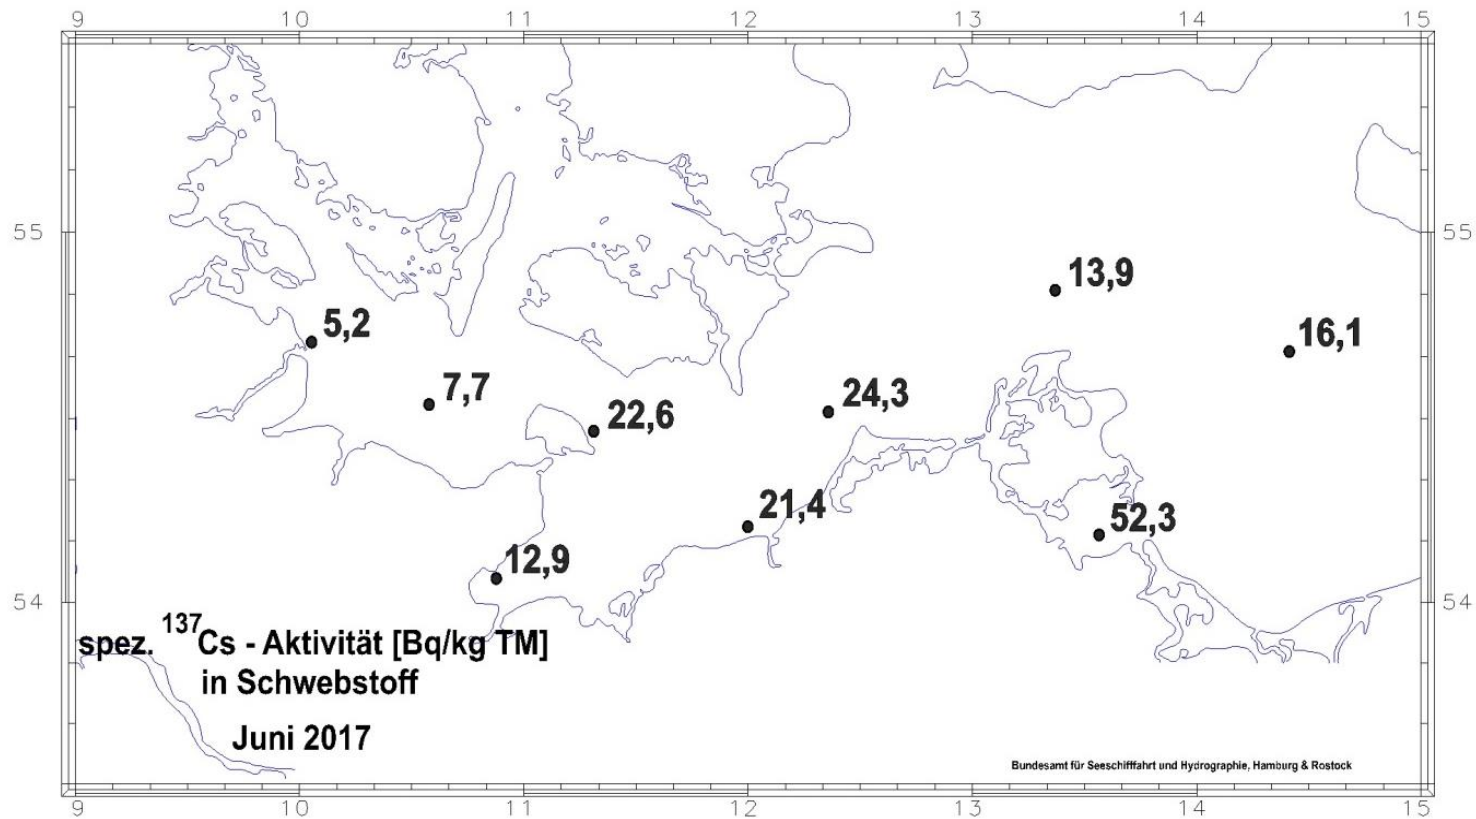 9 10 11 12 13 14 15
55 55
13,9
5,2
16,1
7,7
24,3
22,6
21,4
52,3
12,9
54 54
spez. 137Cs - Aktivität [Bq/kg TM]
in Schwebstoff
Juni 2017
Bundesamt für Seeschifffahrt und Hydrographie, Hamburg & Rostock
9 10 11 12 13 14 15